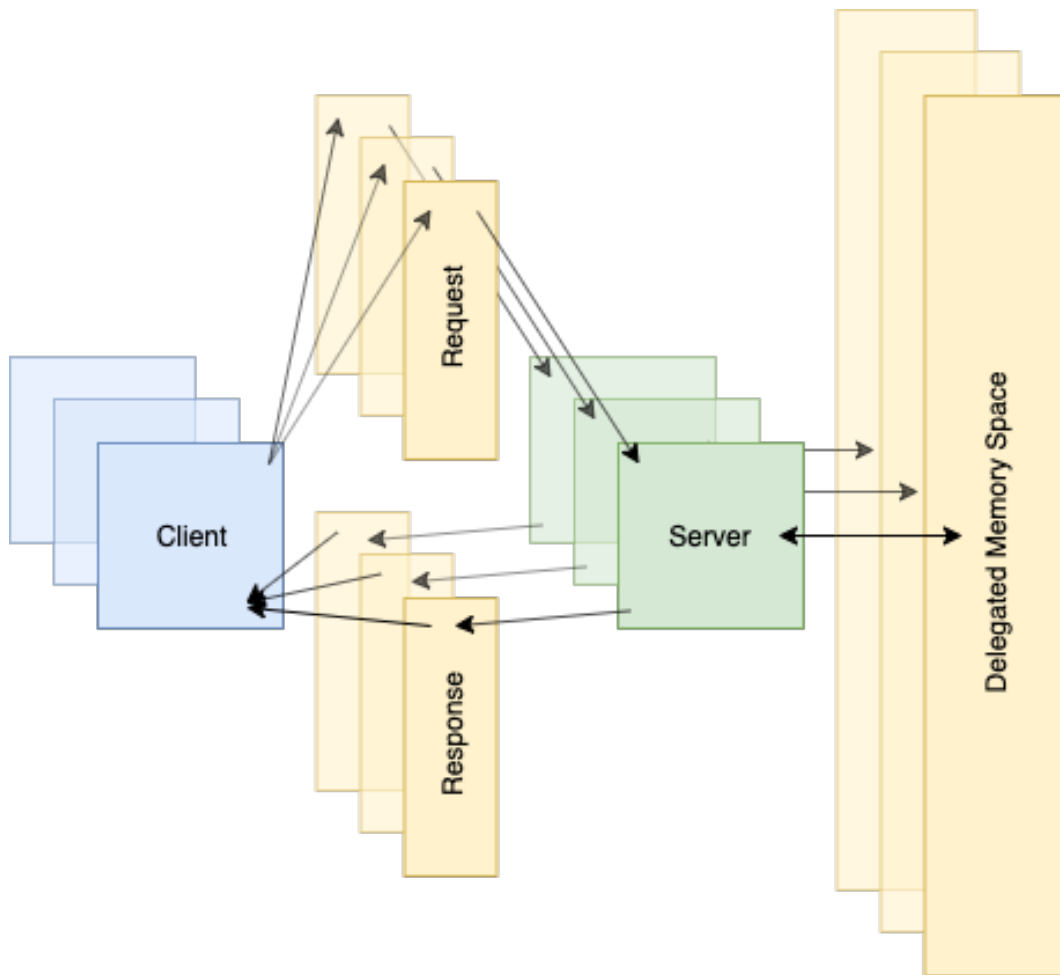 Request
Client
Server
Delegated Memory Space
Response